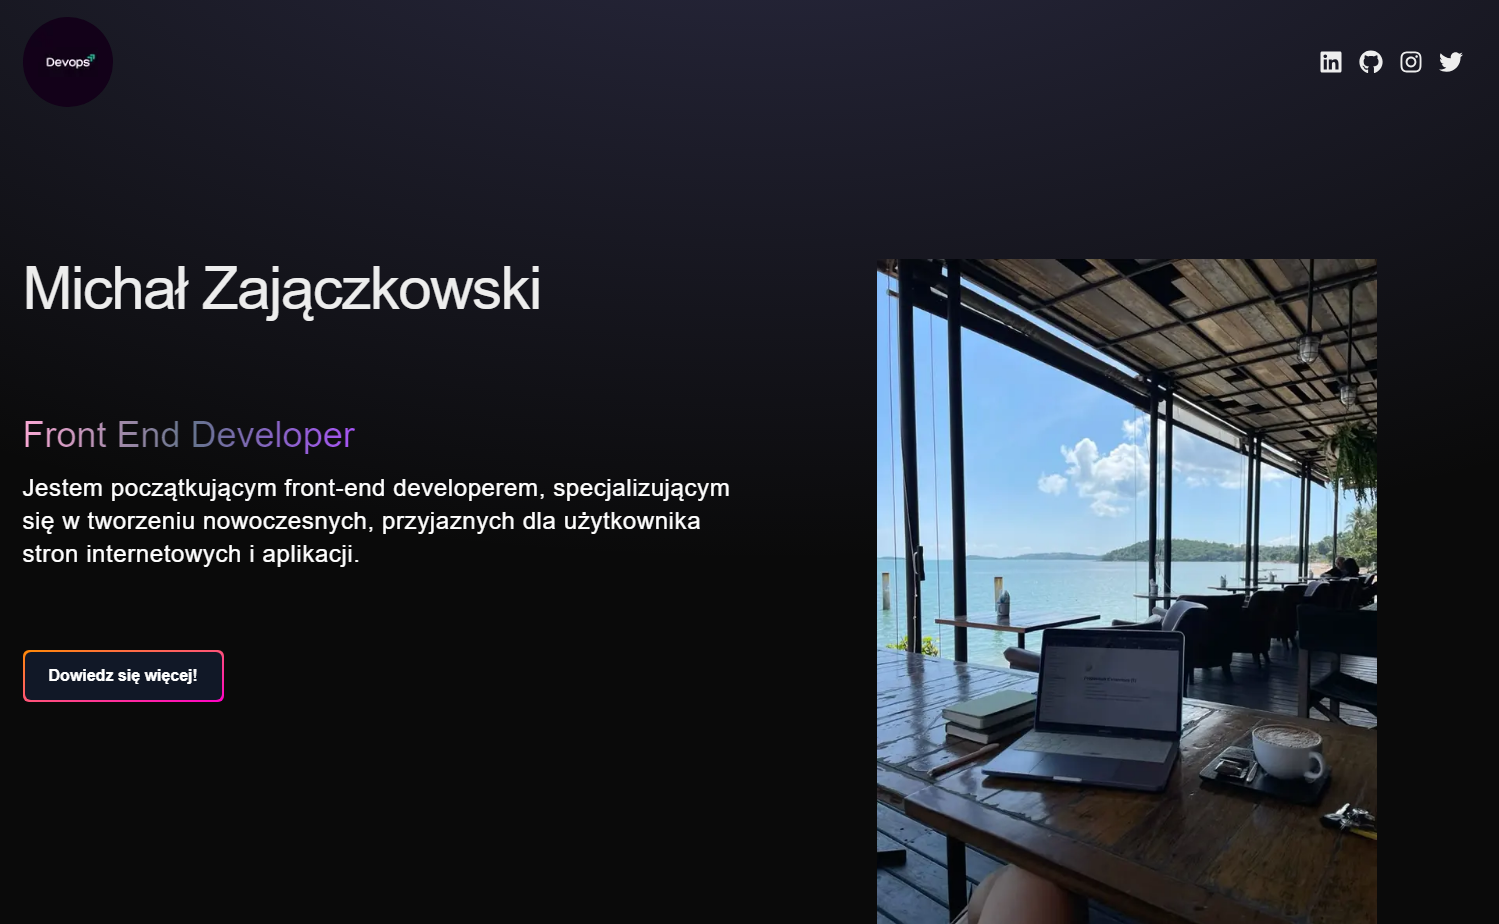 Devops
Michał Zajączkowski
Front End Developer
Jestem początkującym front-end developerem, specjalizującym
się w tworzeniu nowoczesnych, przyjaznych dla użytkownika
stron internetowych i aplikacji.
Dowiedz się więcej!